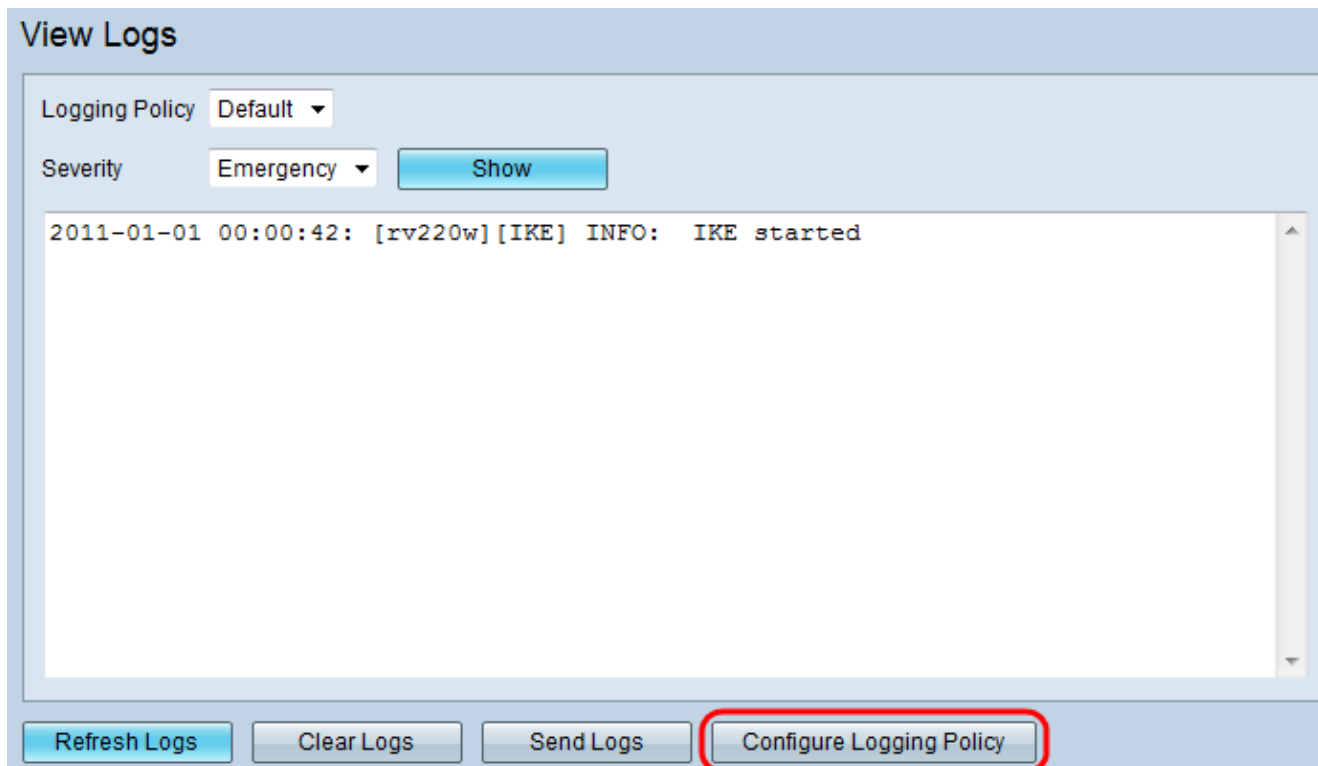 View Logs
Logging Policy Default
Severity Emergency Show
2011-01-01 00:00:42: [rv220w][IKE] INFO:  IKE started
Refresh Logs Clear Logs Send Logs Configure Logging Policy